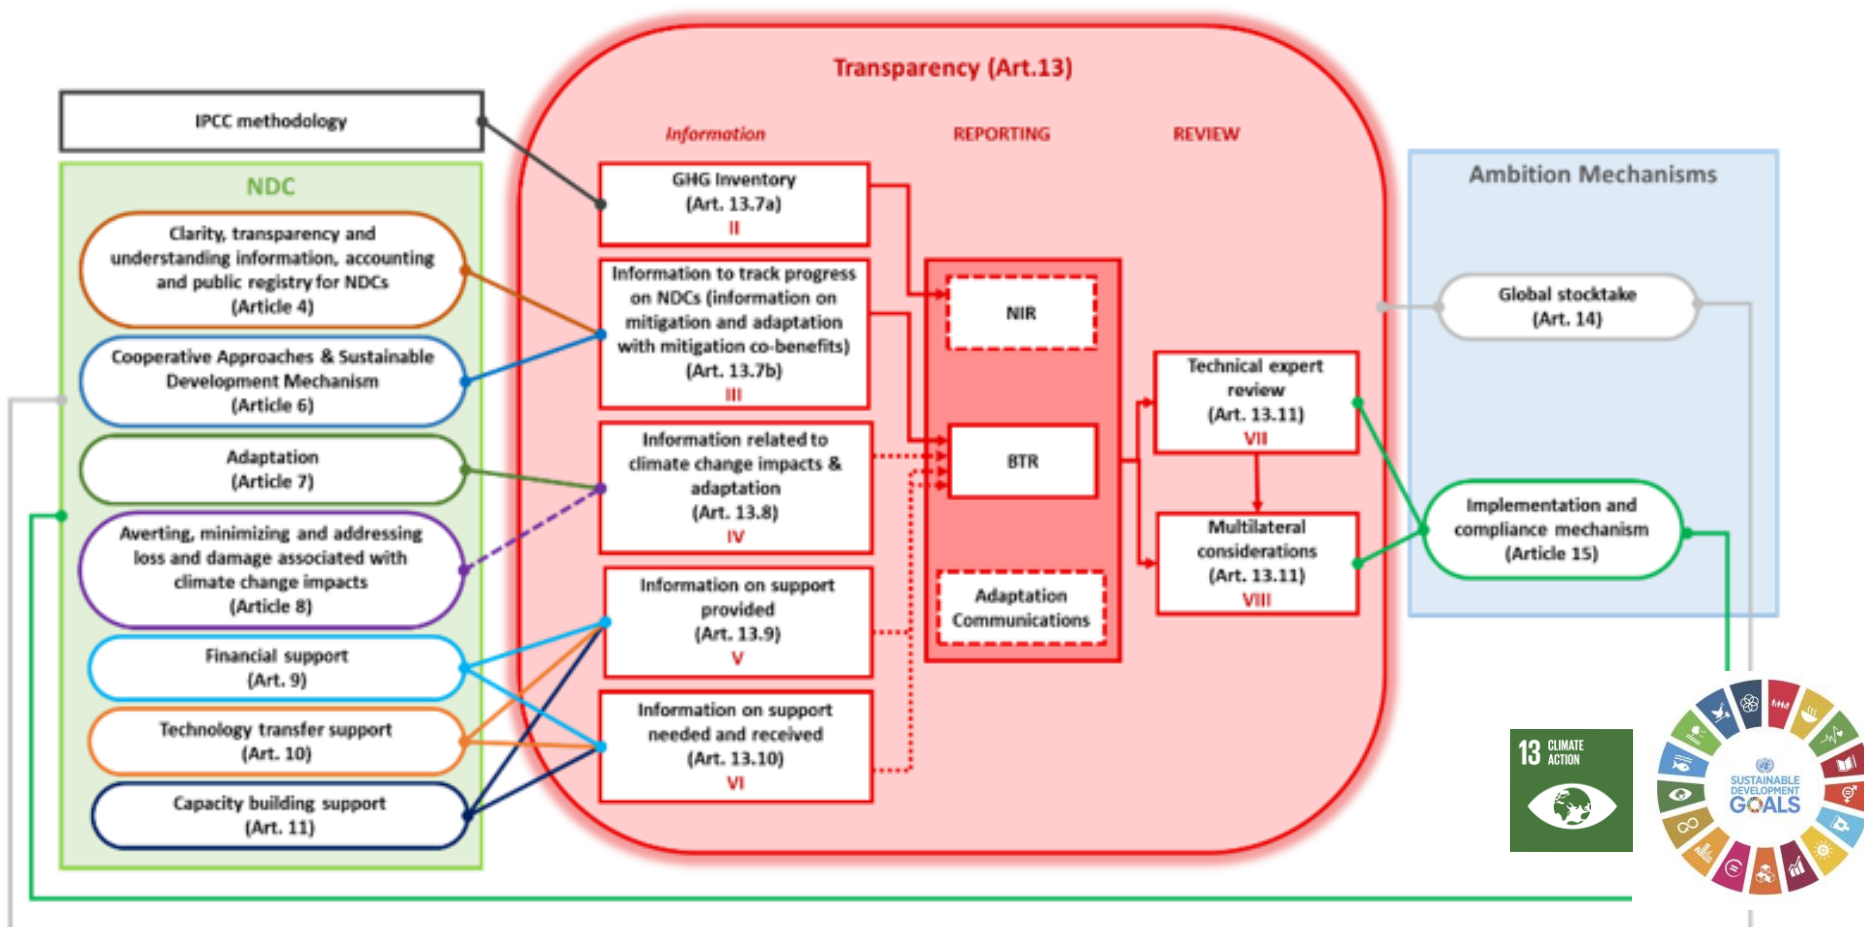 Transparency (Art.13)
IPCC methodology
NDC
Clarity, transparency and
understanding information, accounting
and public registry for NDCs
(Article 4)
Cooperative Approaches & Sustainable
Development Mechanism
(Article 6)
Adaptation
(Article 7)
Averting, minimizing and addressing
loss and damage associated with
climate change impacts
(Article 8)
Financial support
(Art. 9)
Technology transfer support
(Art. 10)
Capacity building support
(Art. 11)
Information
GHG Inventory
(Art. 13.7a)
II
Information to track progress
on NDCs (information on
mitigation and adaptation
with mitigation co-benefits)
(Art. 13.7b)
III
Information related to
climate change impacts &
adaptation
(Art. 13.8)
IV
Information on support
provided
(Art. 13.9)
V
Information on support
needed and received
(Art. 13.10)
VI
REPORTING
NIR
BTR
Adaptation
Communications
REVIEW
Technical expert
review
(Art. 13.11)
VII
Multilateral
considerations
(Art. 13.11)
VIII
Ambition Mechanisms
Global stocktake
(Art. 14)
Implementation and
compliance mechanism
(Article 15)
13 CLIMATE
ACTION
SUSTAINABLE
DEVELOPMENT
GOALS